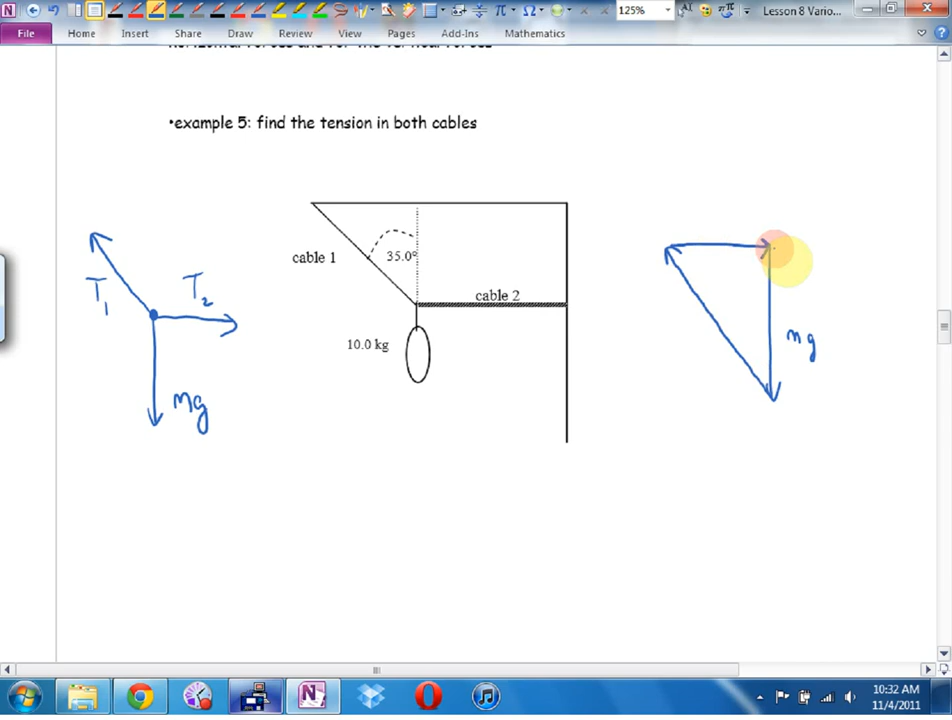 125%
Lesson 8 Vario...
File Home Insert Share Draw Review View Pages Add-Ins Mathematics
•example 5: find the tension in both cables
cable 1
35.0°
cable 2
10.0 kg
T1
T2
mg
mg
10:32 AM
11/4/2011